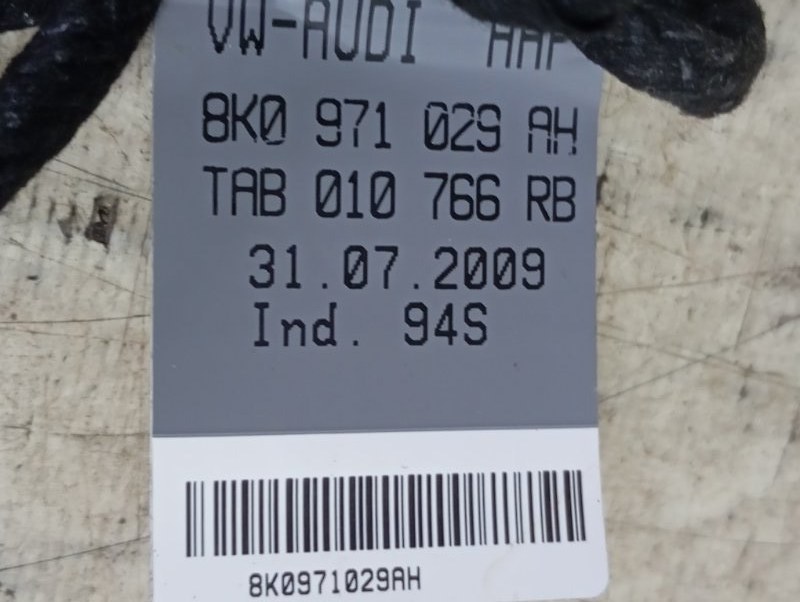 VW-AUDI
8K0 971 029 AH
TAB 010 766 RB
31.07.2009
Ind. 94S
8K0971029AH